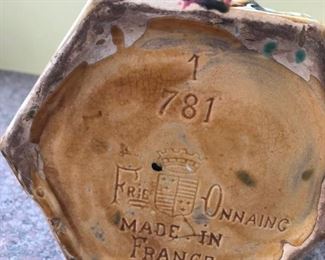 1
781
FRIE ONNAING
MADE IN
FRANCE